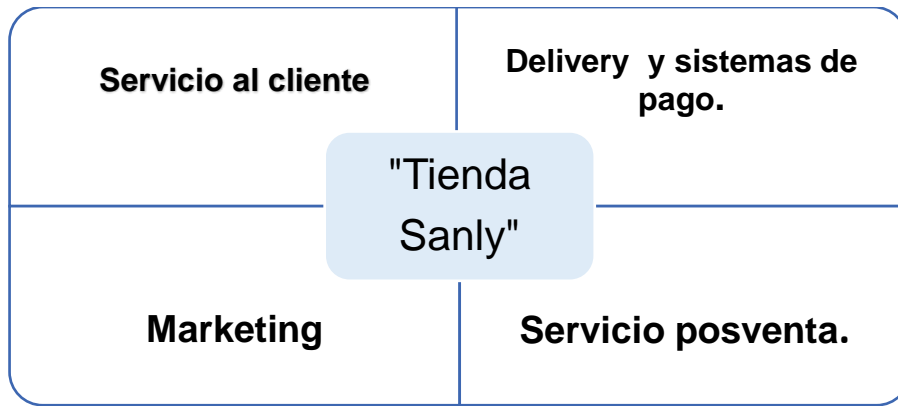 Servicio al cliente
Delivery y sistemas de
pago.
"Tienda
Sanly"
Marketing
Servicio posventa.